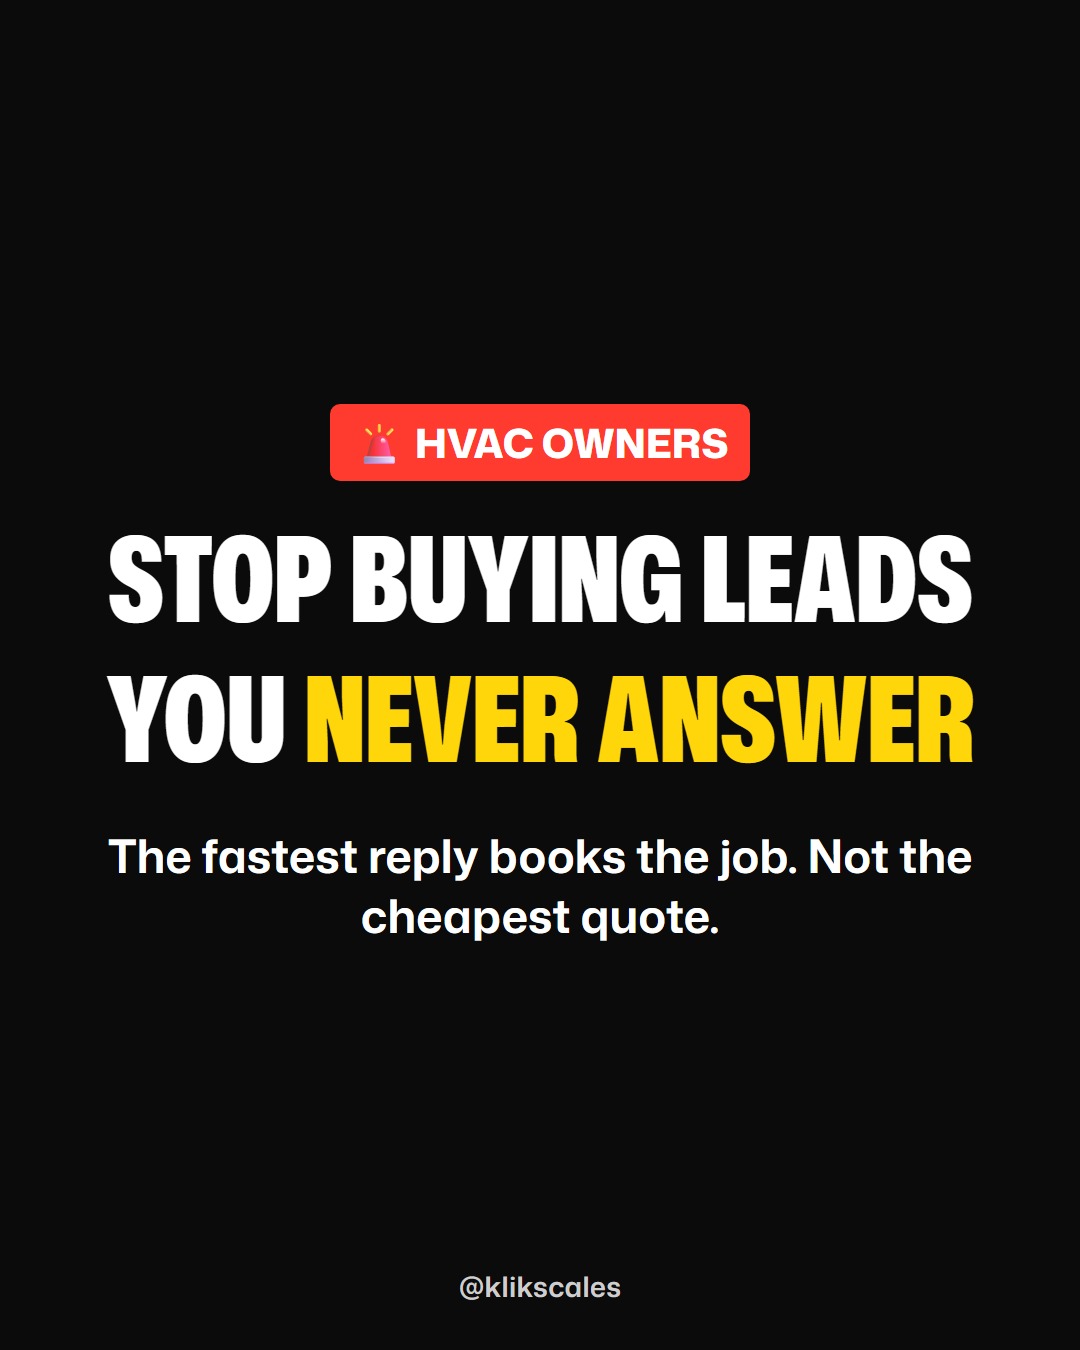 🚨 HVAC OWNERS
STOP BUYING LEADS
YOU NEVER ANSWER
The fastest reply books the job. Not the
cheapest quote.
@klikscales